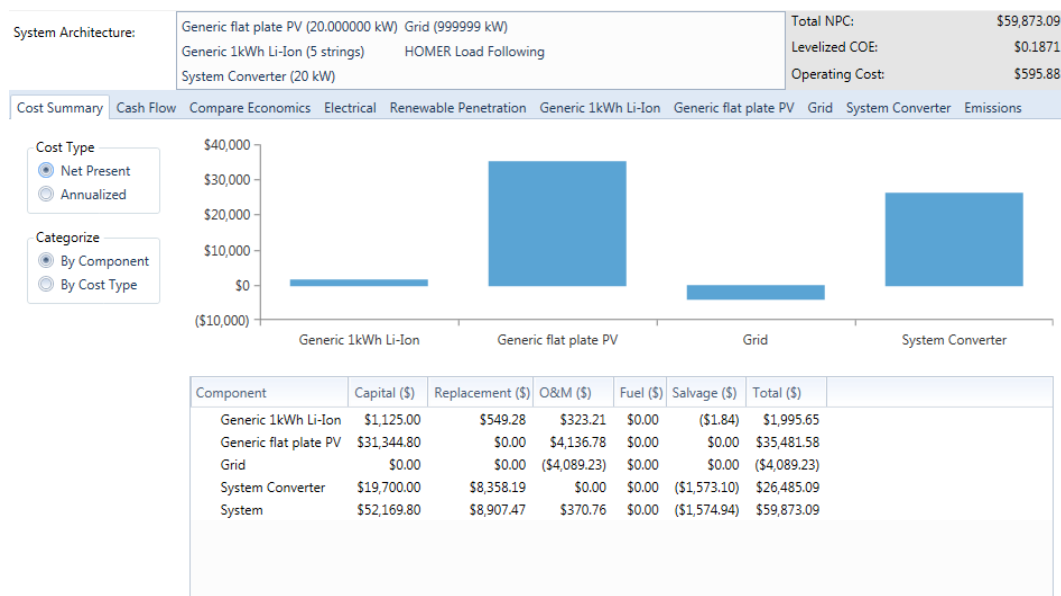 System Architecture:
Generic flat plate PV (20.000000 kW) Grid (999999 kW)
Generic 1kWh Li-Ion (5 strings) HOMER Load Following
System Converter (20 kW)
Total NPC: $59,873.09
Levelized COE: $0.1871
Operating Cost: $595.88
Cost Summary Cash Flow Compare Economics Electrical Renewable Penetration Generic 1kWh Li-Ion Generic flat plate PV Grid System Converter Emissions
Cost Type
Net Present
Annualized
Categorize
By Component
By Cost Type
$40,000
$30,000
$20,000
$10,000
$0
($10,000)
Generic 1kWh Li-Ion Generic flat plate PV Grid System Converter
Component Capital ($) Replacement ($) O&M ($) Fuel ($) Salvage ($) Total ($)
Generic 1kWh Li-Ion $1,125.00 $549.28 $323.21 $0.00 ($1.84) $1,995.65
Generic flat plate PV $31,344.80 $0.00 $4,136.78 $0.00 $0.00 $35,481.58
Grid $0.00 $0.00 ($4,089.23) $0.00 $0.00 ($4,089.23)
System Converter $19,700.00 $8,358.19 $0.00 $0.00 ($1,573.10) $26,485.09
System $52,169.80 $8,907.47 $370.76 $0.00 ($1,574.94) $59,873.09